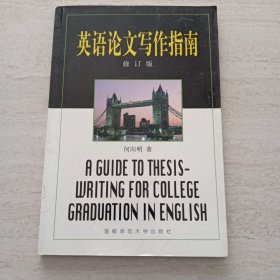 英语论文写作指南
修订版
何向明 著
A GUIDE TO THESIS-
WRITING FOR COLLEGE
GRADUATION IN ENGLISH
首都师范大学出版社